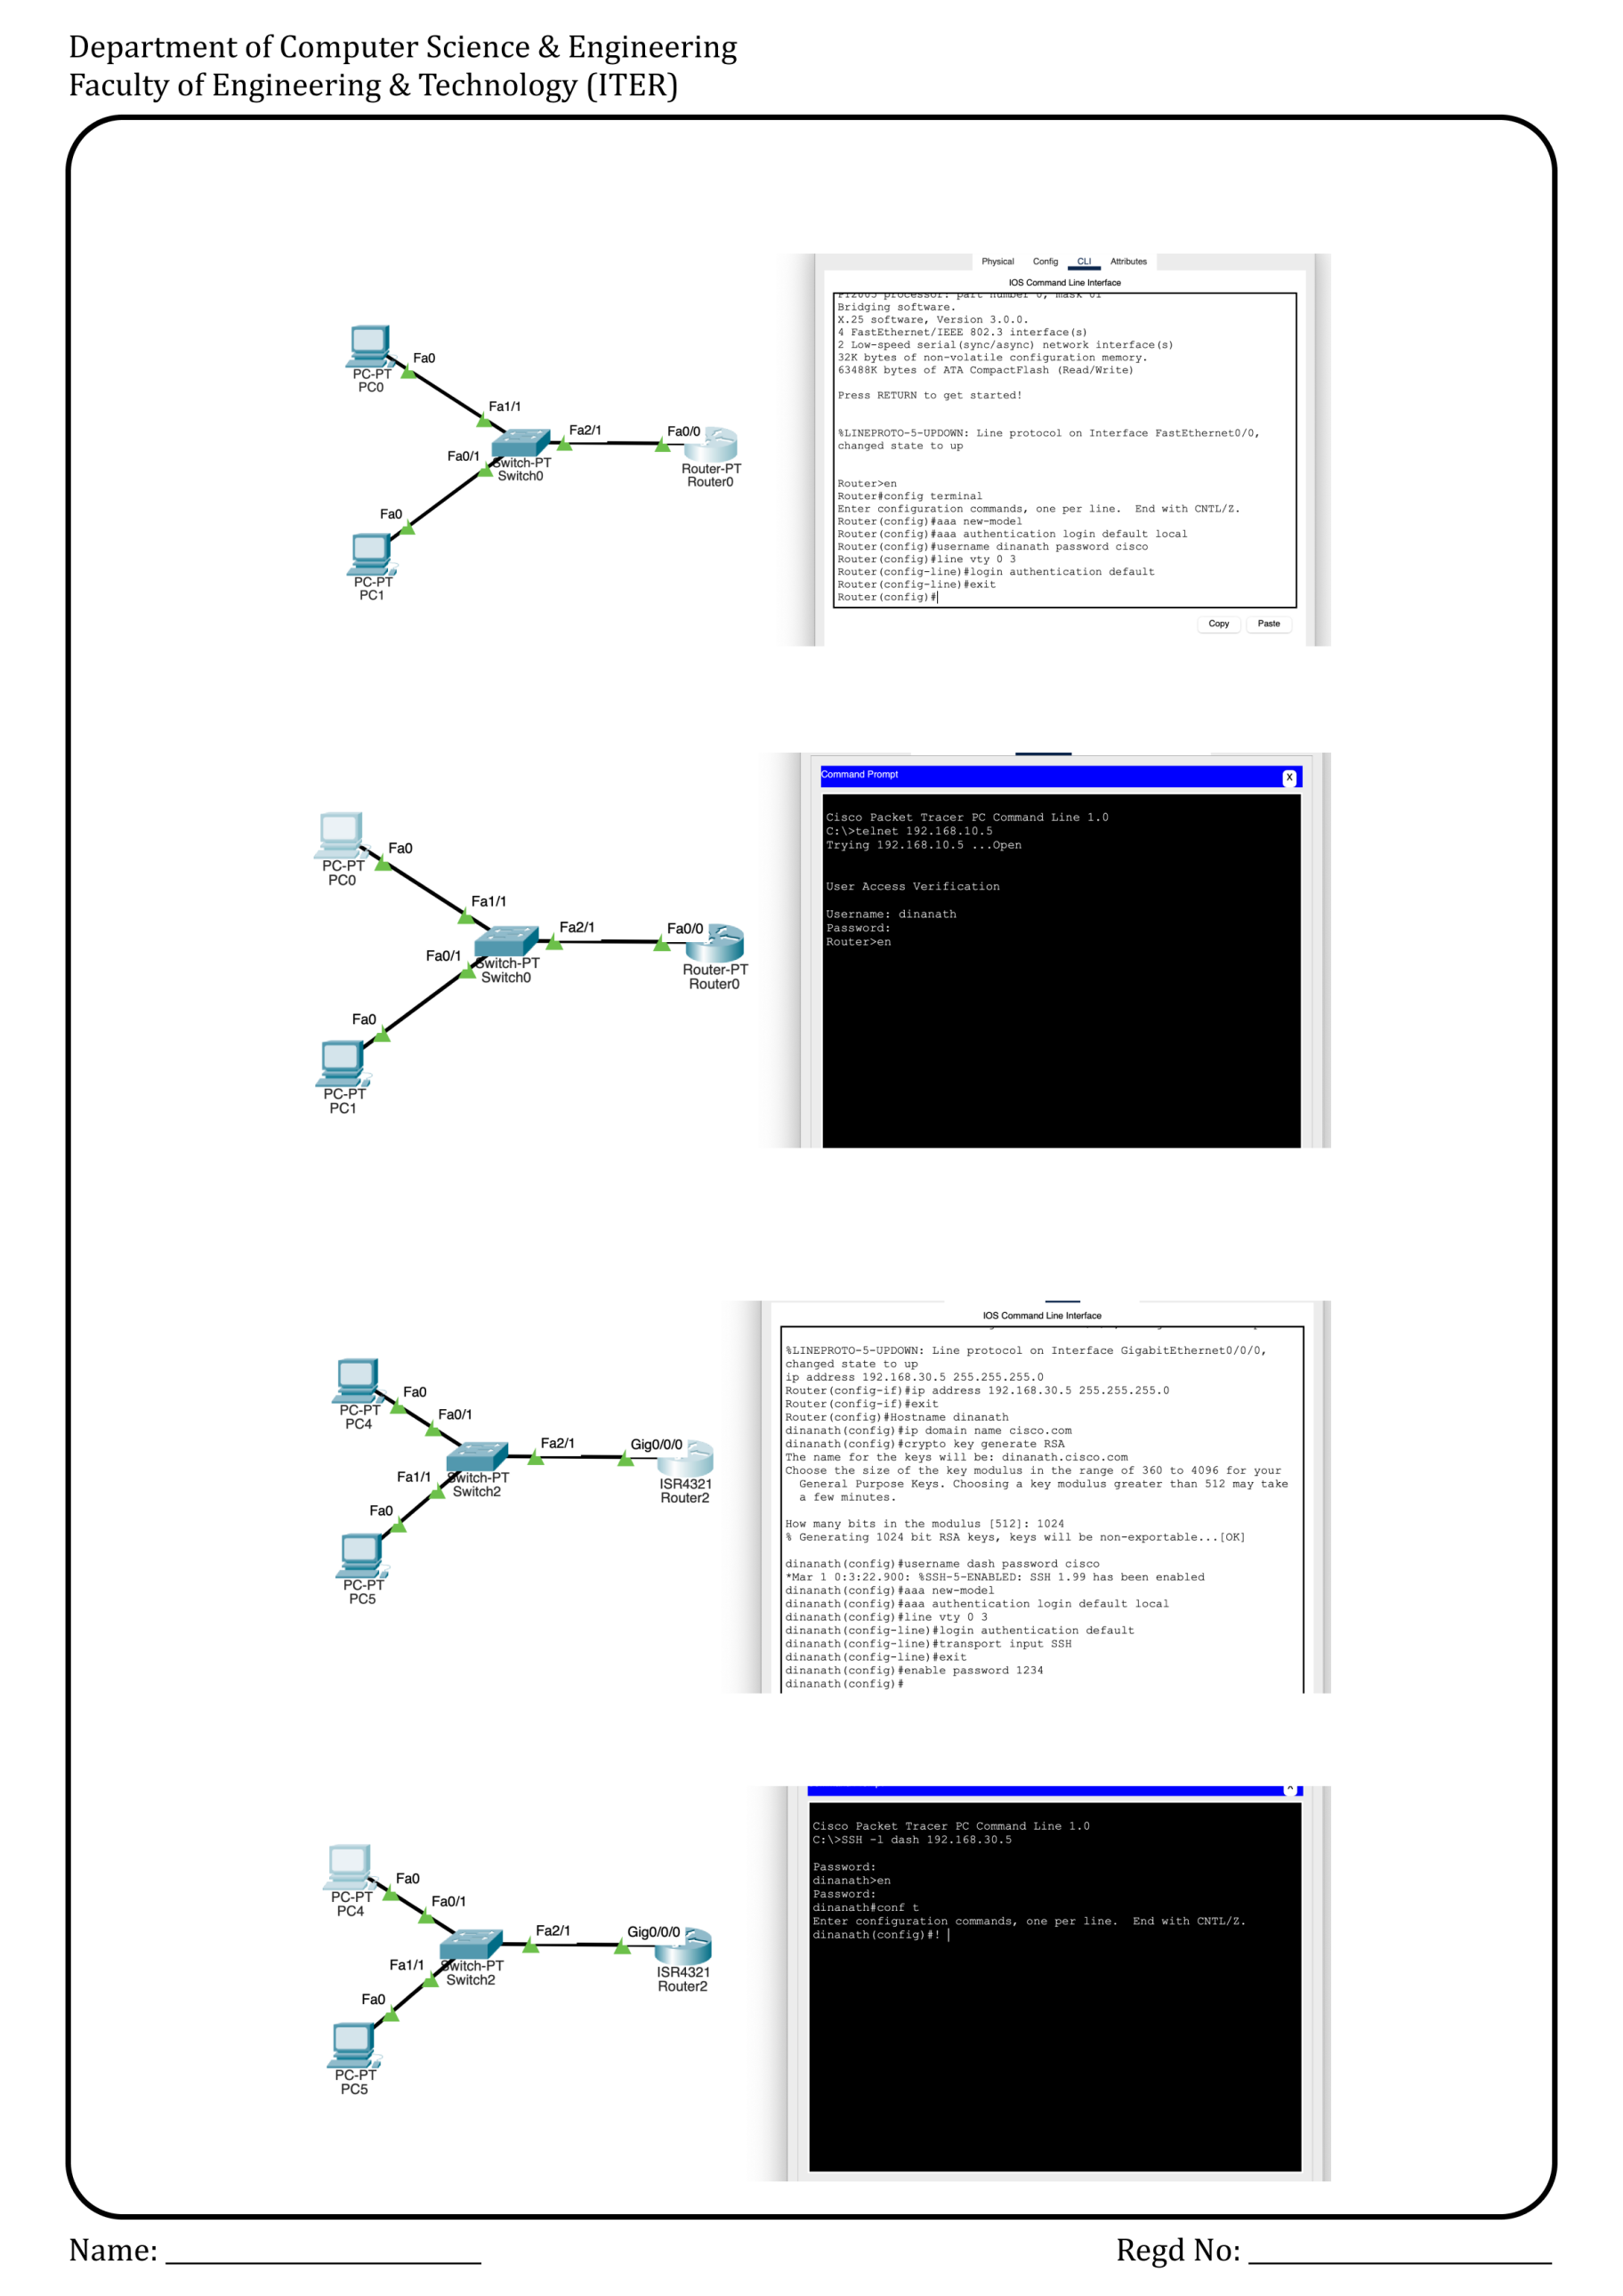 Department of Computer Science & Engineering
Faculty of Engineering & Technology (ITER)
Fa0
PC-PT
PC0
Fa1/1
Fa2/1
Fa0/0
Fa0/1
Switch-PT
Switch0
Router-PT
Router0
Fa0
PC-PT
PC1
Physical Config CLI Attributes
IOS Command Line Interface
PT2005 processor: part number 0, mask 01
Bridging software.
X.25 software, Version 3.0.0.
4 FastEthernet/IEEE 802.3 interface(s)
2 Low-speed serial(sync/async) network interface(s)
32K bytes of non-volatile configuration memory.
63488K bytes of ATA CompactFlash (Read/Write)
Press RETURN to get started!
%LINEPROTO-5-UPDOWN: Line protocol on Interface FastEthernet0/0,
changed state to up
Router>en
Router#config terminal
Enter configuration commands, one per line.  End with CNTL/Z.
Router(config)#aaa new-model
Router(config)#aaa authentication login default local
Router(config)#username dinanath password cisco
Router(config)#line vty 0 3
Router(config-line)#login authentication default
Router(config-line)#exit
Router(config)#
Copy Paste
Fa0
PC-PT
PC0
Fa1/1
Fa2/1
Fa0/0
Fa0/1
Switch-PT
Switch0
Router-PT
Router0
Fa0
PC-PT
PC1
Command Prompt
X
Cisco Packet Tracer PC Command Line 1.0
C:\>telnet 192.168.10.5
Trying 192.168.10.5 ...Open
User Access Verification
Username: dinanath
Password:
Router>en
Fa0
PC-PT
PC4
Fa0/1
Fa2/1
Gig0/0/0
Fa1/1
Switch-PT
Switch2
ISR4321
Router2
Fa0
PC-PT
PC5
IOS Command Line Interface
%LINEPROTO-5-UPDOWN: Line protocol on Interface GigabitEthernet0/0/0,
changed state to up
ip address 192.168.30.5 255.255.255.0
Router(config-if)#ip address 192.168.30.5 255.255.255.0
Router(config-if)#exit
Router(config)#Hostname dinanath
dinanath(config)#ip domain name cisco.com
dinanath(config)#crypto key generate RSA
The name for the keys will be: dinanath.cisco.com
Choose the size of the key modulus in the range of 360 to 4096 for your
General Purpose Keys. Choosing a key modulus greater than 512 may take
a few minutes.
How many bits in the modulus [512]: 1024
% Generating 1024 bit RSA keys, keys will be non-exportable...[OK]
dinanath(config)#username dash password cisco
*Mar 1 0:3:22.900: %SSH-5-ENABLED: SSH 1.99 has been enabled
dinanath(config)#aaa new-model
dinanath(config)#aaa authentication login default local
dinanath(config)#line vty 0 3
dinanath(config-line)#login authentication default
dinanath(config-line)#transport input SSH
dinanath(config-line)#exit
dinanath(config)#enable password 1234
dinanath(config)#
Fa0
PC-PT
PC4
Fa0/1
Fa2/1
Gig0/0/0
Fa1/1
Switch-PT
Switch2
ISR4321
Router2
Fa0
PC-PT
PC5
Cisco Packet Tracer PC Command Line 1.0
C:\>SSH -l dash 192.168.30.5
Password:
dinanath>en
Password:
dinanath#conf t
Enter configuration commands, one per line.  End with CNTL/Z.
dinanath(config)#!
Name: ____________________
Regd No: ____________________